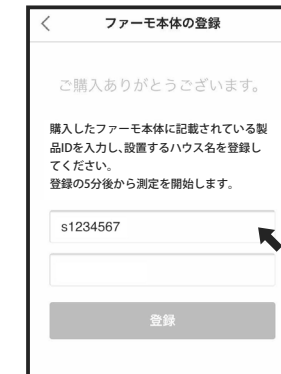 ファーモ本体の登録
ご購入ありがとうございます。
購入したファーモ本体に記載されている製
品IDを入力し、設置するハウス名を登録し
てください。
登録の5分後から測定を開始します。
s1234567
登録